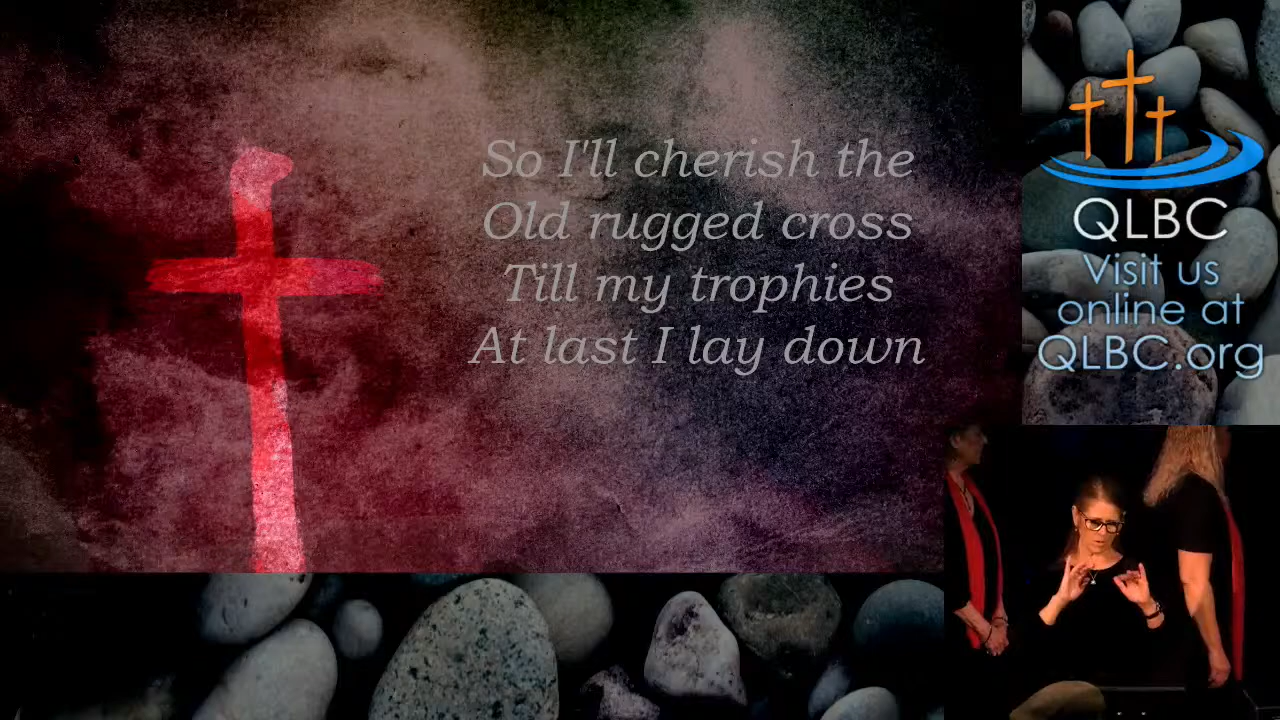 So I'll cherish the
Old rugged cross
Till my trophies
At last I lay down
QLBC
Visit us
online at
QLBC.org